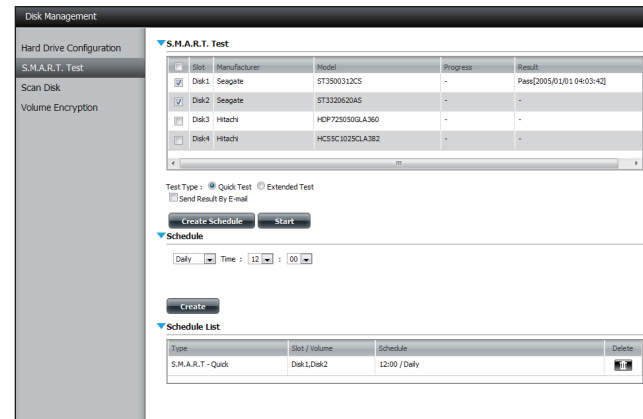 Disk Management
Hard Drive Configuration
S.M.A.R.T. Test
Scan Disk
Volume Encryption
S.M.A.R.T. Test
Slot Manufacturer Model Progress Result
Disk1 Seagate ST3500312CS - Pass[2005/01/01 04:03:42]
Disk2 Seagate ST3320620AS - -
Disk3 Hitachi HDP725050GLA360 - -
Disk4 Hitachi HCS5C1025CLA382 - -
Test Type : Quick Test Extended Test
Send Result By E-mail
Create Schedule Start
Schedule
Daily Time : 12 : 00
Create
Schedule List
Type Slot / Volume Schedule Delete
S.M.A.R.T - Quick Disk1,Disk2 12:00 / Daily